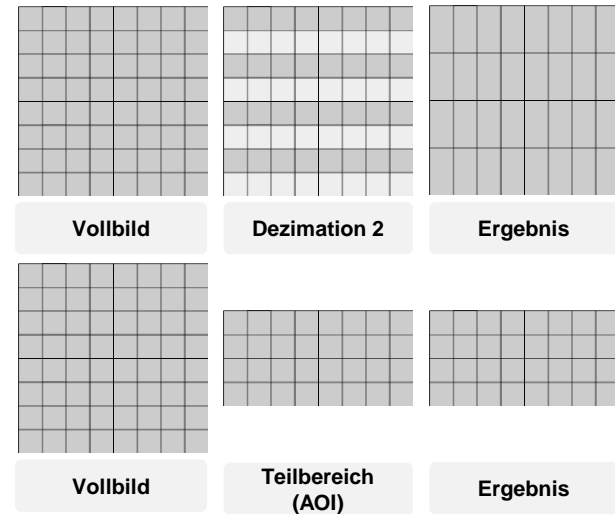 Vollbild
Dezimation 2
Ergebnis
Vollbild
Teilbereich
(AOI)
Ergebnis